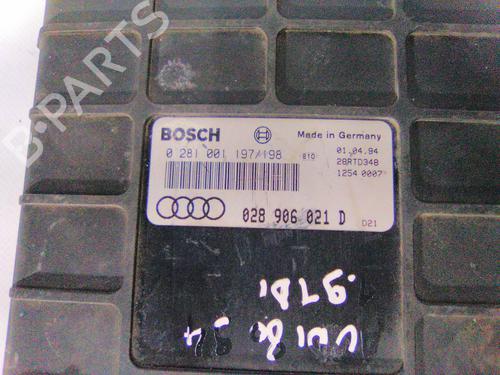 B-PARTS
BOSCH
Made in Germany
0 281 001 197/198
810
01.04.94
28RTD348
1254 0007
028 906 021 D
D21